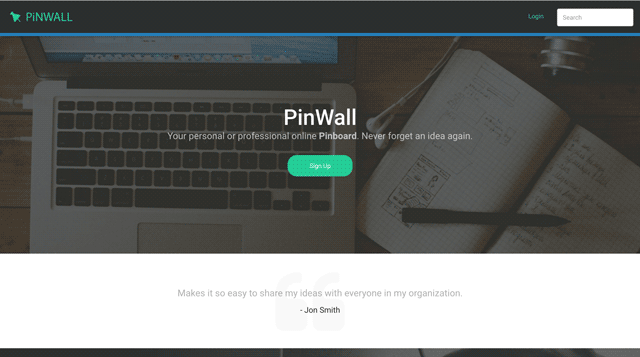 PiNWALL
Login
Search
PinWall
Your personal or professional online Pinboard. Never forget an idea again.
Sign Up
Makes it so easy to share my ideas with everyone in my organization.
- Jon Smith